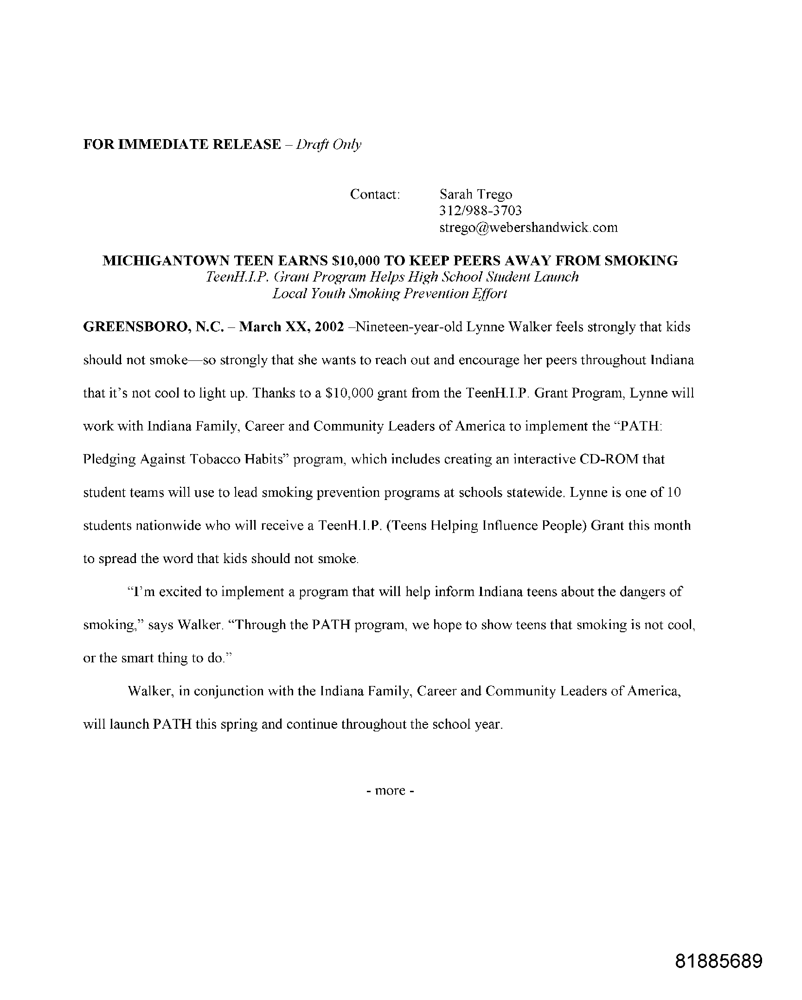 FOR IMMEDIATE RELEASE – Draft Only
Contact: Sarah Trego
312/988-3703
strego@webershandwick.com
MICHIGANTOWN TEEN EARNS $10,000 TO KEEP PEERS AWAY FROM SMOKING
TeenH.I.P. Grant Program Helps High School Student Launch
Local Youth Smoking Prevention Effort
GREENSBORO, N.C. – March XX, 2002 –Nineteen-year-old Lynne Walker feels strongly that kids
should not smoke—so strongly that she wants to reach out and encourage her peers throughout Indiana
that it's not cool to light up. Thanks to a $10,000 grant from the TeenH.I.P. Grant Program, Lynne will
work with Indiana Family, Career and Community Leaders of America to implement the “PATH:
Pledging Against Tobacco Habits” program, which includes creating an interactive CD-ROM that
student teams will use to lead smoking prevention programs at schools statewide. Lynne is one of 10
students nationwide who will receive a TeenH.I.P. (Teens Helping Influence People) Grant this month
to spread the word that kids should not smoke.
“I'm excited to implement a program that will help inform Indiana teens about the dangers of
smoking,” says Walker. “Through the PATH program, we hope to show teens that smoking is not cool,
or the smart thing to do.”
Walker, in conjunction with the Indiana Family, Career and Community Leaders of America,
will launch PATH this spring and continue throughout the school year.
- more -
81885689